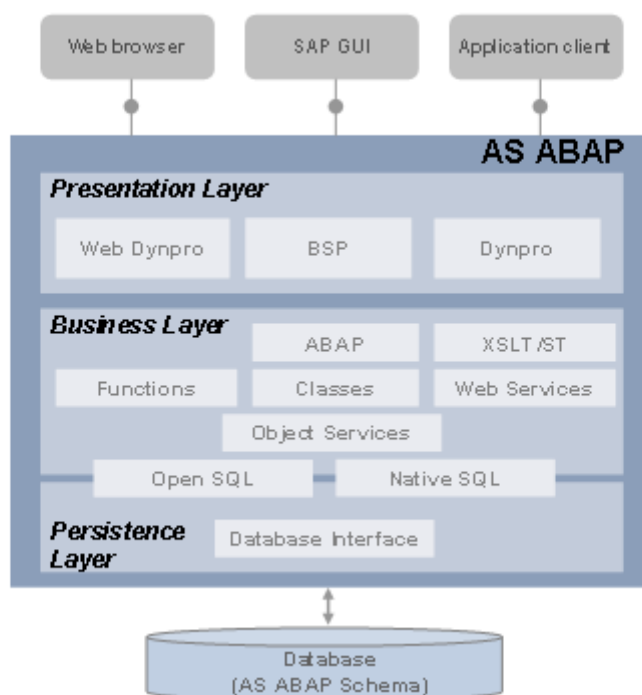 Web browser
SAP GUI
Application client
AS ABAP
Presentation Layer
Web Dynpro
BSP
Dynpro
Business Layer
ABAP
XSLT/ST
Functions
Classes
Web Services
Object Services
Open SQL
Native SQL
Persistence
Layer
Database Interface
Database
(AS ABAP Schema)